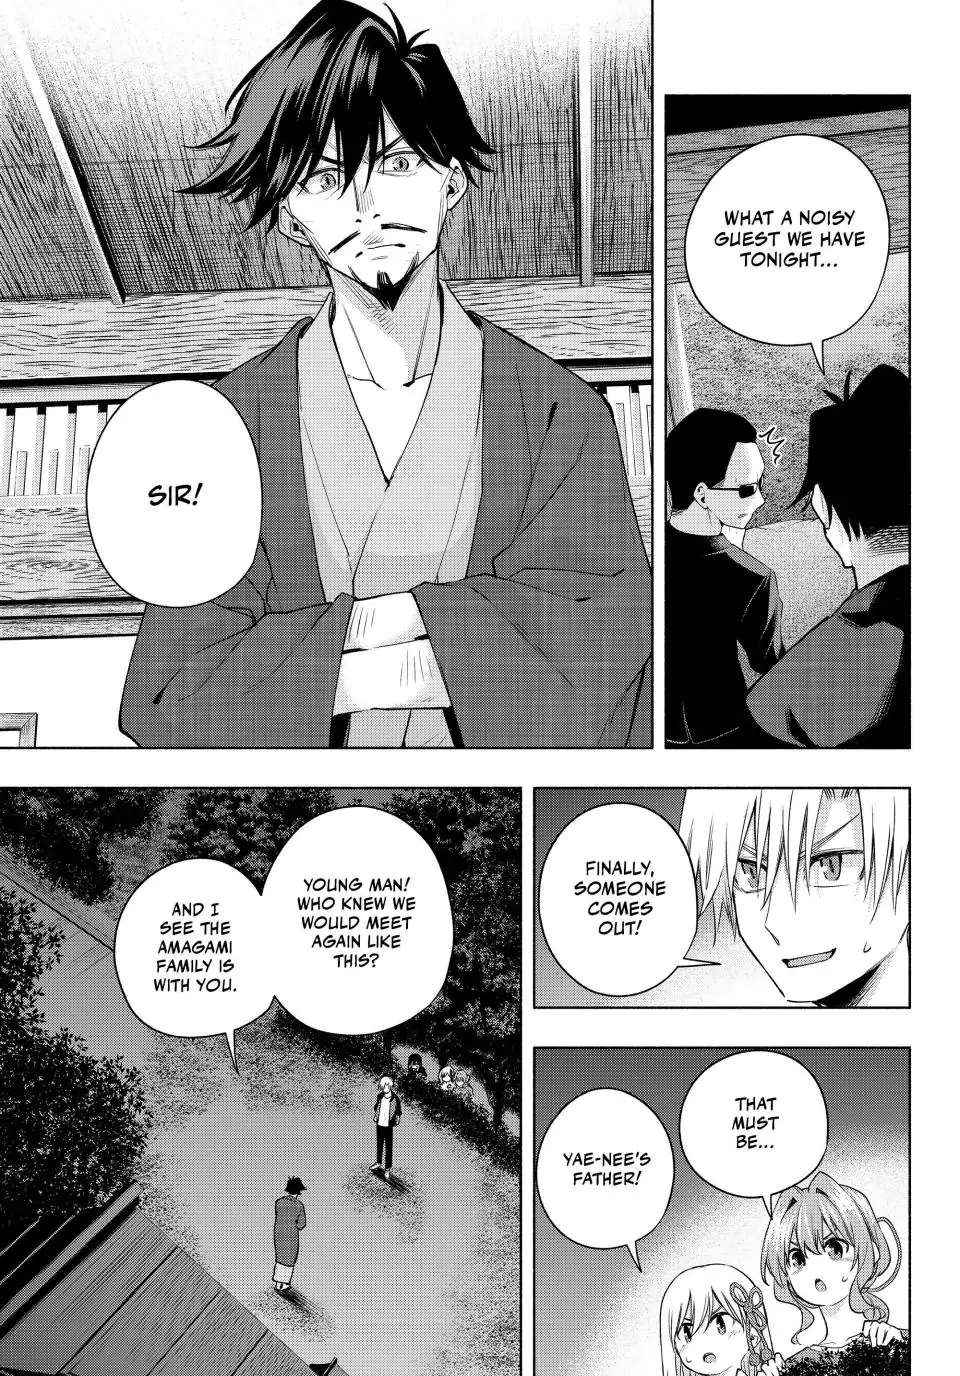 WHAT A NOISY
GUEST WE HAVE
TONIGHT...
SIR!
FINALLY,
SOMEONE
COMES
OUT!
YOUNG MAN!
WHO KNEW WE
WOULD MEET
AGAIN LIKE
THIS?
AND I
SEE THE
AMAGAMI
FAMILY IS
WITH YOU.
THAT
MUST
BE...
YAE-NEE'S
FATHER!